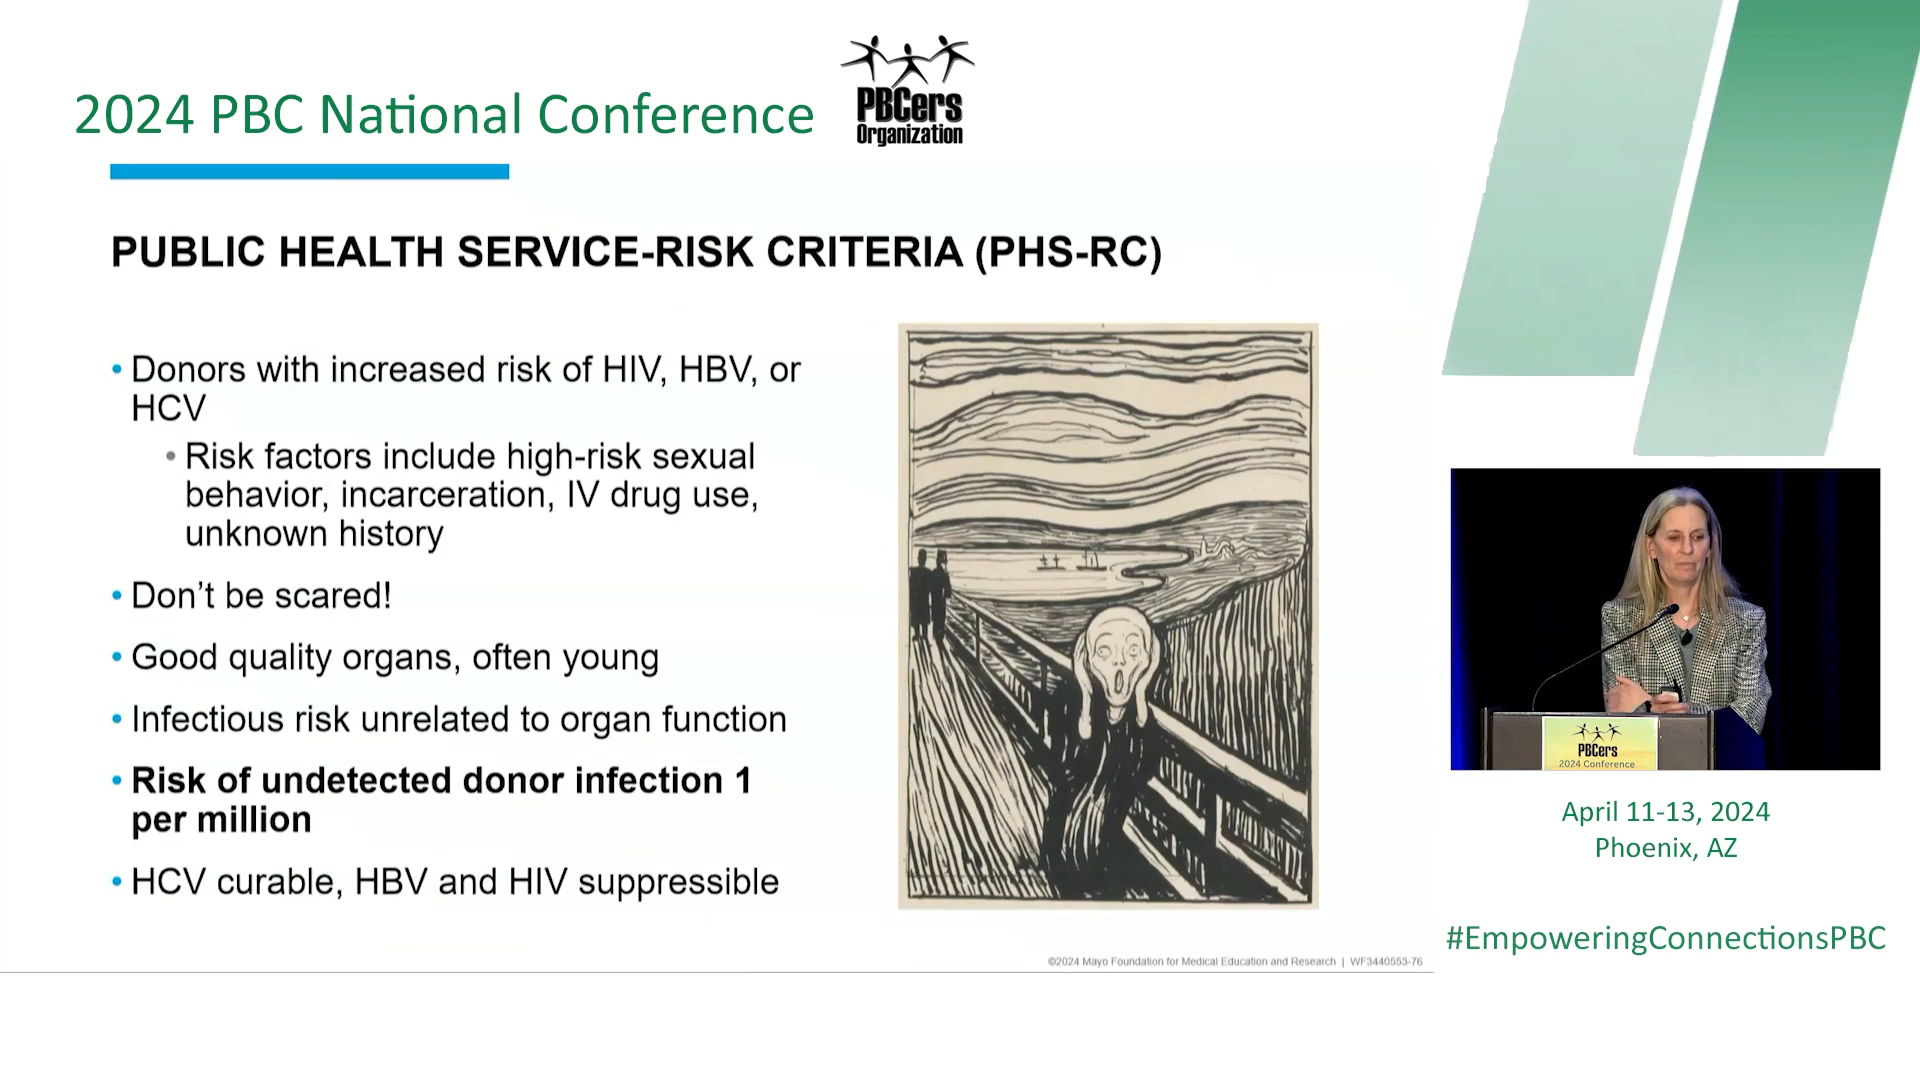 2024 PBC National Conference
PBCers
Organization
PUBLIC HEALTH SERVICE-RISK CRITERIA (PHS-RC)
• Donors with increased risk of HIV, HBV, or
HCV
• Risk factors include high-risk sexual
behavior, incarceration, IV drug use,
unknown history
• Don’t be scared!
• Good quality organs, often young
• Infectious risk unrelated to organ function
• Risk of undetected donor infection 1
per million
• HCV curable, HBV and HIV suppressible
©2024 Mayo Foundation for Medical Education and Research | WF3440553-76
PBCers
2024 Conference
April 11-13, 2024
Phoenix, AZ
#EmpoweringConnectionsPBC